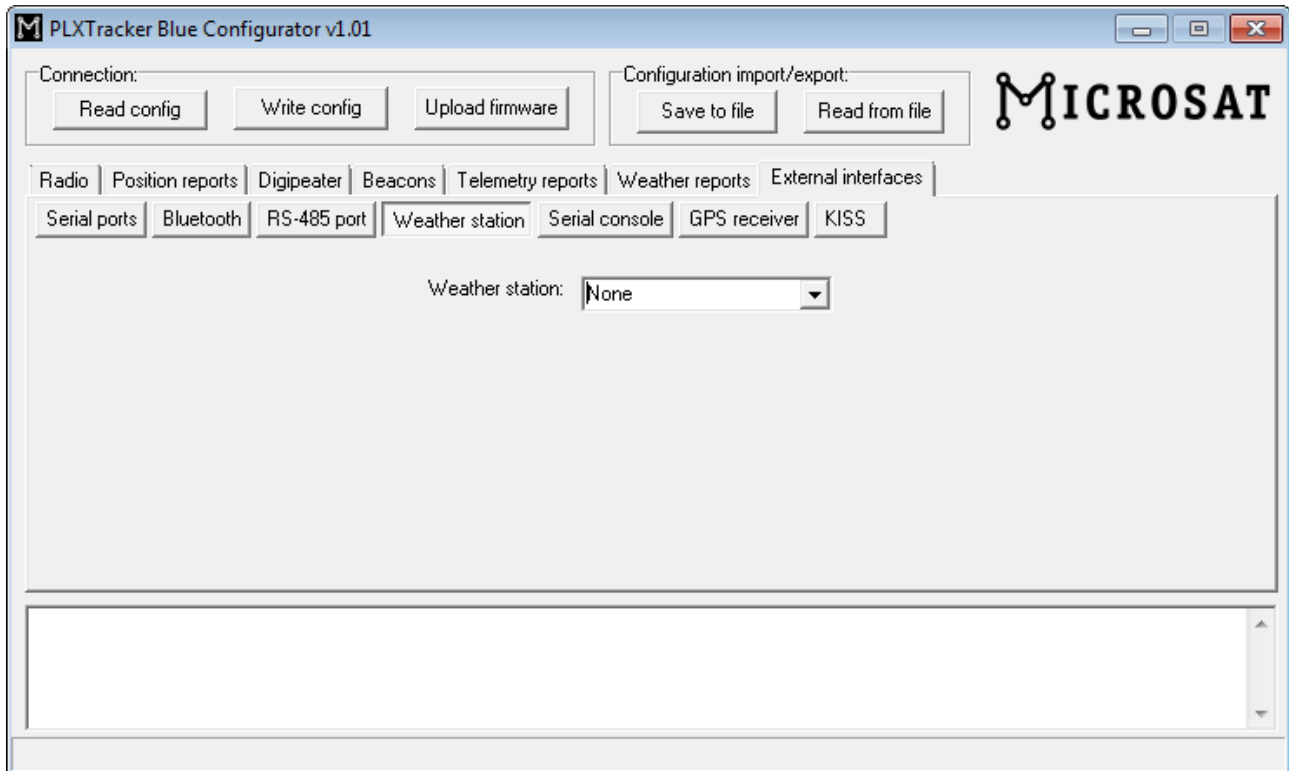 PLXTracker Blue Configurator v1.01
Connection:
Configuration import/export:
Read config Write config Upload firmware Save to file Read from file
MICROSAT
Radio Position reports Digipeater Beacons Telemetry reports Weather reports External interfaces
Serial ports Bluetooth RS-485 port Weather station Serial console GPS receiver KISS
Weather station: None